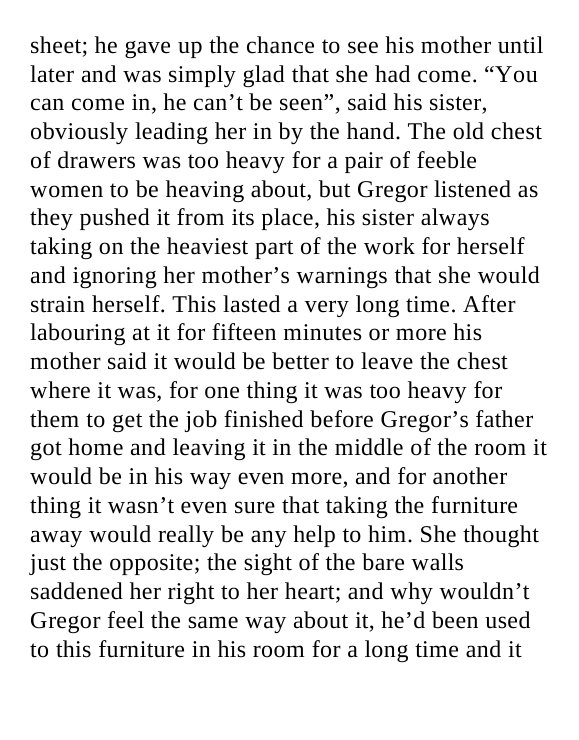 sheet; he gave up the chance to see his mother until
later and was simply glad that she had come. “You
can come in, he can’t be seen”, said his sister,
obviously leading her in by the hand. The old chest
of drawers was too heavy for a pair of feeble
women to be heaving about, but Gregor listened as
they pushed it from its place, his sister always
taking on the heaviest part of the work for herself
and ignoring her mother’s warnings that she would
strain herself. This lasted a very long time. After
labouring at it for fifteen minutes or more his
mother said it would be better to leave the chest
where it was, for one thing it was too heavy for
them to get the job finished before Gregor’s father
got home and leaving it in the middle of the room it
would be in his way even more, and for another
thing it wasn’t even sure that taking the furniture
away would really be any help to him. She thought
just the opposite; the sight of the bare walls
saddened her right to her heart; and why wouldn’t
Gregor feel the same way about it, he’d been used
to this furniture in his room for a long time and it